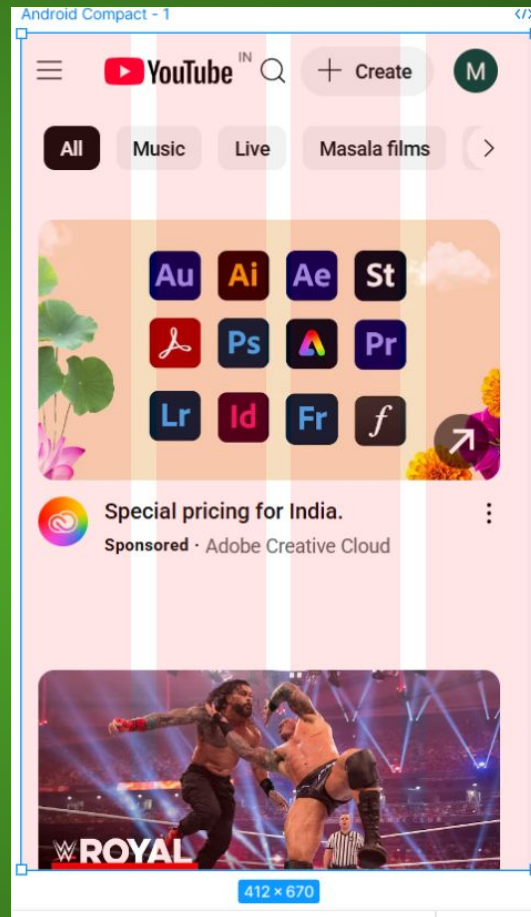 Android Compact - 1
YouTube IN
+ Create
M
All Music Live Masala films
Au Ai Ae St
Ps Pr
Lr Id Fr f
Special pricing for India.
Sponsored · Adobe Creative Cloud
W ROYAL
412 × 670